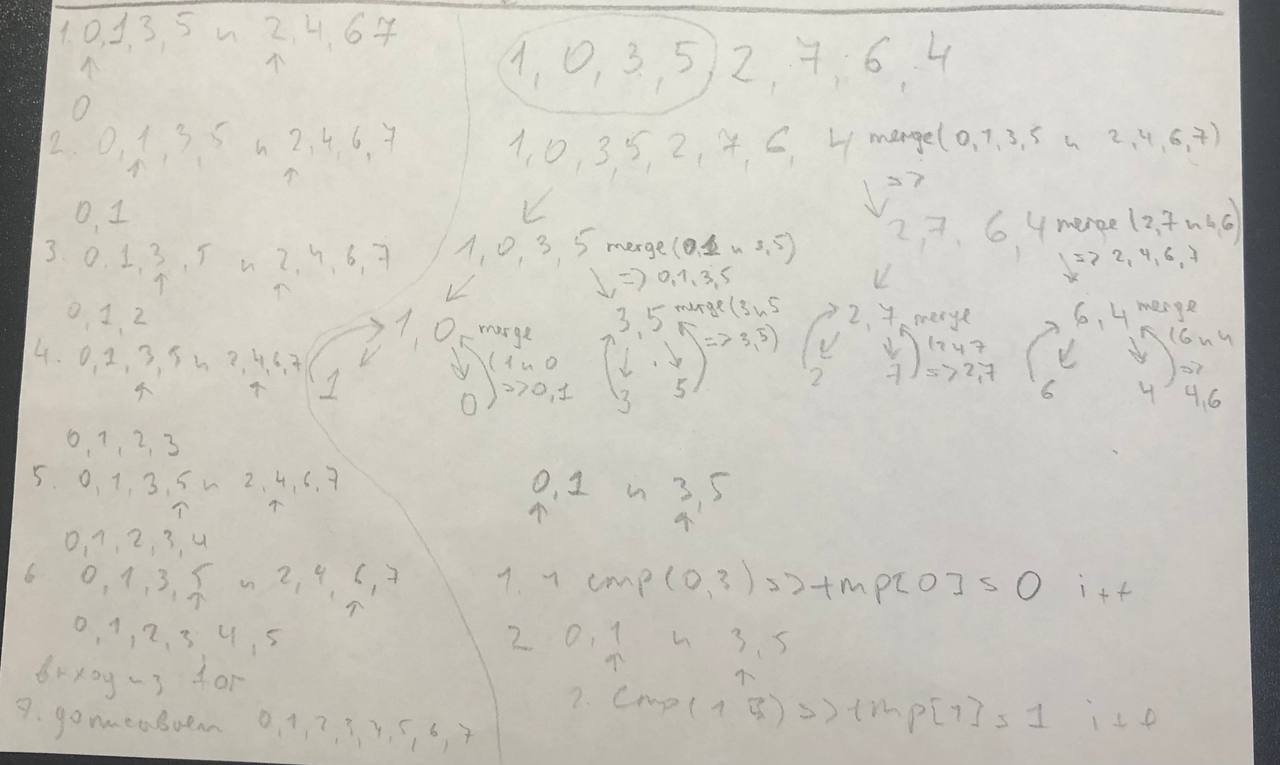 1. 0,1,3,5 и 2,4,6 7
0
2. 0,1,3,5 и 2,4,6,7
0,1
3. 0.1,3,5 и 2,4,6,7
0,1,2
4. 0,1,3,5 и 2,4,6,7
0,1,2,3
5. 0,1,3,5 и 2,4,6,7
0,1,2,3,4
6 0,1,3,5 и 2,4,6,7
0,1,2,3,4,5
выход из for
7. дописоваем 0,1,2,3,4,5,6,7
1, 0, 3, 5, 2, 7, 6, 4
1,0,3,5,2,7,6, 4 merge(0,1,3,5 и 2,4,6,7)
=>
1,0,3,5 merge(0,1 и 3,5)
=> 0,1,3,5
2,7, 6,4 merge(2,7 и 4,6)
=> 2,4,6,7
1,0 merge
(1 и 0
=>0,1
1
0
3,5 merge(3и5
=>3,5)
3
5
2,7 merge
(2и7
=>2,7
2
7
6,4 merge
(6и4
=>
4,6
6
4
0,1 и 3,5
1. 1 cmp(0,3)=>tmp[0]=0 i++
2 0,1 и 3,5
2. cmp(1 3)=>tmp[1]=1 i++